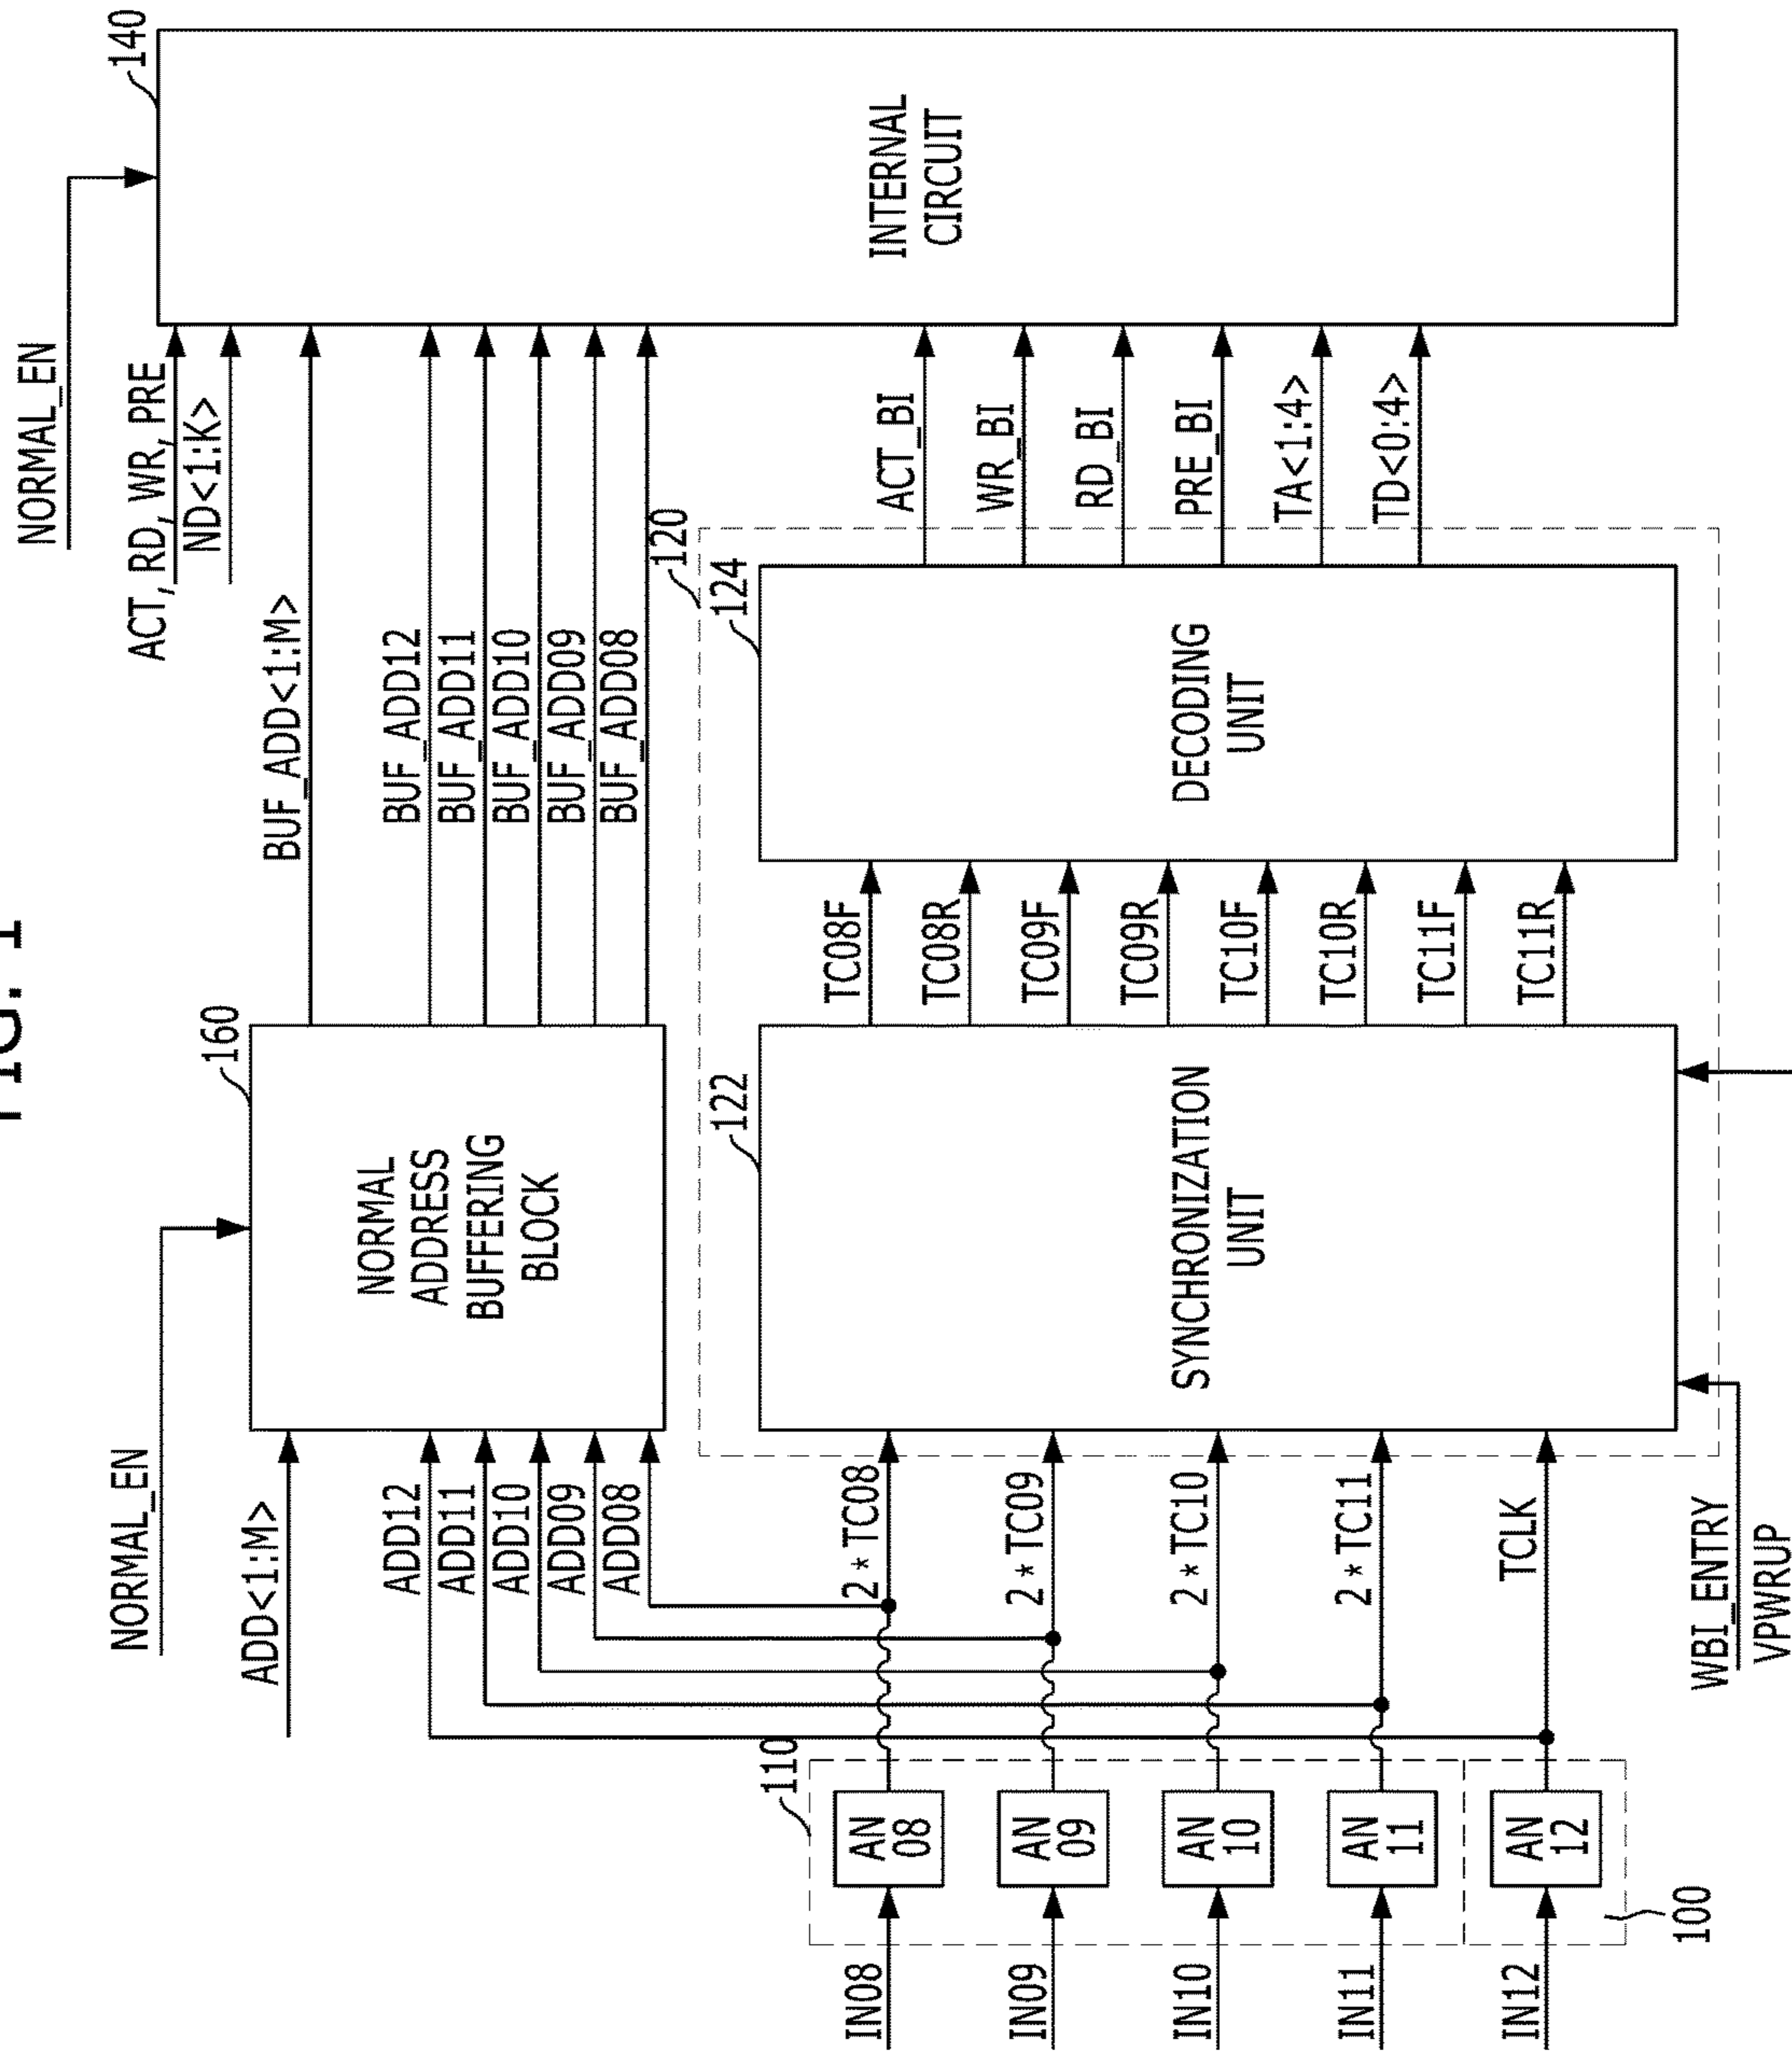 FIG. 1
NORMAL_EN
140
ACT, RD, WR, PRE
ND<1:K>
INTERNAL
CIRCUIT
NORMAL_EN
160
NORMAL
ADDRESS
BUFFERING
BLOCK
ADD<1:M>
ADD12
ADD11
ADD10
ADD09
ADD08
BUF_ADD<1:M>
BUF_ADD12
BUF_ADD11
BUF_ADD10
BUF_ADD09
BUF_ADD08
120
122
SYNCHRONIZATION
UNIT
124
DECODING
UNIT
TC08F
TC08R
TC09F
TC09R
TC10F
TC10R
TC11F
TC11R
ACT_BI
WR_BI
RD_BI
PRE_BI
TA<1:4>
TD<0:4>
2*TC08
2*TC09
2*TC10
2*TC11
TCLK
110
AN
08
AN
09
AN
10
AN
11
AN
12
100
IN08
IN09
IN10
IN11
IN12
WBI_ENTRY
VPWRUP